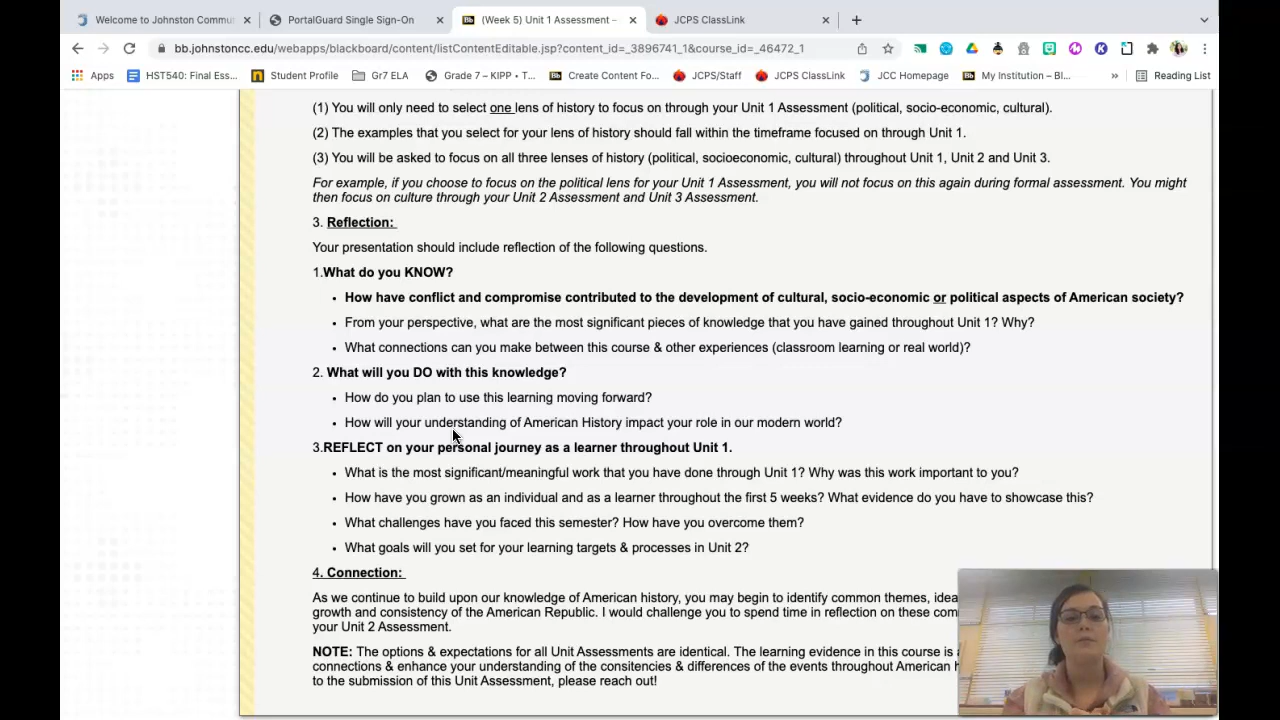 Welcome to Johnston Commu
PortalGuard Single Sign-On
Bb (Week 5) Unit 1 Assessment –
JCPS ClassLink
bb.johnstoncc.edu/webapps/blackboard/content/listContentEditable.jsp?content_id=_3896741_1&course_id=_46472_1
Apps
HST540: Final Ess...
Student Profile
Gr7 ELA
Grade 7 – KIPP • T...
Bb Create Content Fo...
JCPS/Staff
JCPS ClassLink
JCC Homepage
Bb My Institution – Bl...
»
Reading List
(1) You will only need to select one lens of history to focus on through your Unit 1 Assessment (political, socio-economic, cultural).
(2) The examples that you select for your lens of history should fall within the timeframe focused on through Unit 1.
(3) You will be asked to focus on all three lenses of history (political, socioeconomic, cultural) throughout Unit 1, Unit 2 and Unit 3.
For example, if you choose to focus on the political lens for your Unit 1 Assessment, you will not focus on this again during formal assessment. You might
then focus on culture through your Unit 2 Assessment and Unit 3 Assessment.
3. Reflection:
Your presentation should include reflection of the following questions.
1.What do you KNOW?
• How have conflict and compromise contributed to the development of cultural, socio-economic or political aspects of American society?
• From your perspective, what are the most significant pieces of knowledge that you have gained throughout Unit 1? Why?
• What connections can you make between this course & other experiences (classroom learning or real world)?
2. What will you DO with this knowledge?
• How do you plan to use this learning moving forward?
• How will your understanding of American History impact your role in our modern world?
3.REFLECT on your personal journey as a learner throughout Unit 1.
• What is the most significant/meaningful work that you have done through Unit 1? Why was this work important to you?
• How have you grown as an individual and as a learner throughout the first 5 weeks? What evidence do you have to showcase this?
• What challenges have you faced this semester? How have you overcome them?
• What goals will you set for your learning targets & processes in Unit 2?
4. Connection:
As we continue to build upon our knowledge of American history, you may begin to identify common themes, idea
growth and consistency of the American Republic. I would challenge you to spend time in reflection on these com
your Unit 2 Assessment.
NOTE: The options & expectations for all Unit Assessments are identical. The learning evidence in this course is
connections & enhance your understanding of the consitencies & differences of the events throughout American h
to the submission of this Unit Assessment, please reach out!